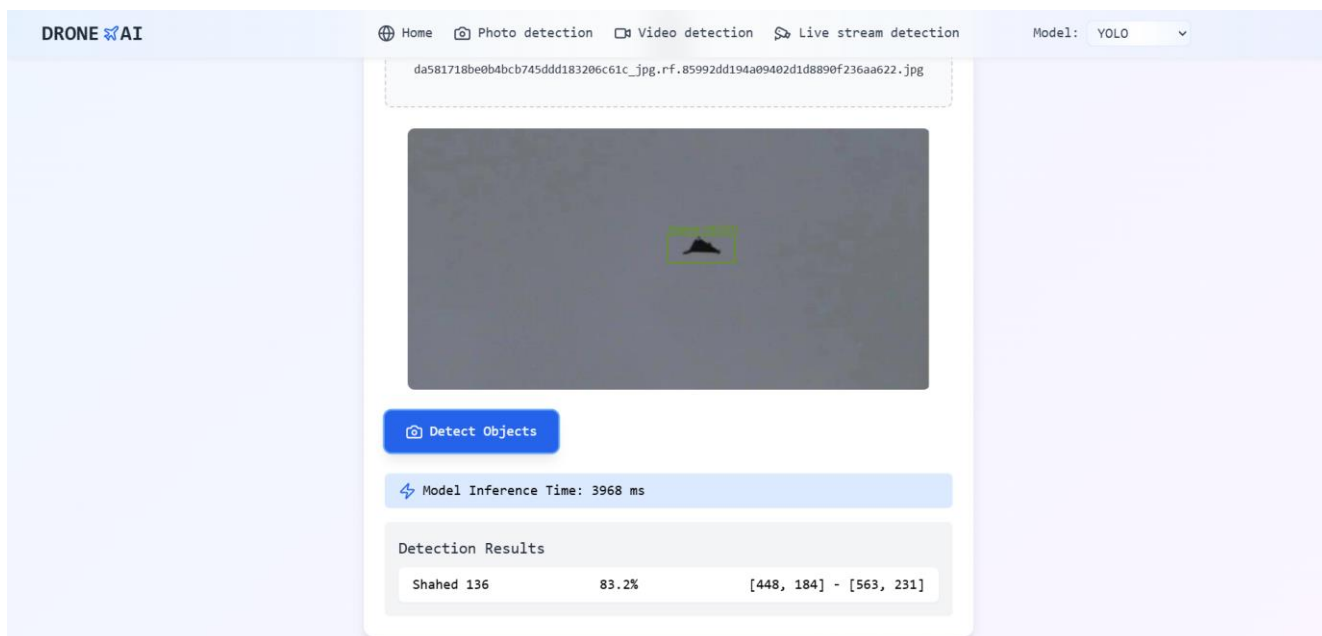 DRONE AI
Home Photo detection Video detection Live stream detection
Model: YOLO
da581718be0b4bcb745ddd183206c61c_jpg.rf.85992dd194a09402d1d8890f236aa622.jpg
Detect Objects
Model Inference Time: 3968 ms
Detection Results
Shahed 136 83.2% [448, 184] - [563, 231]